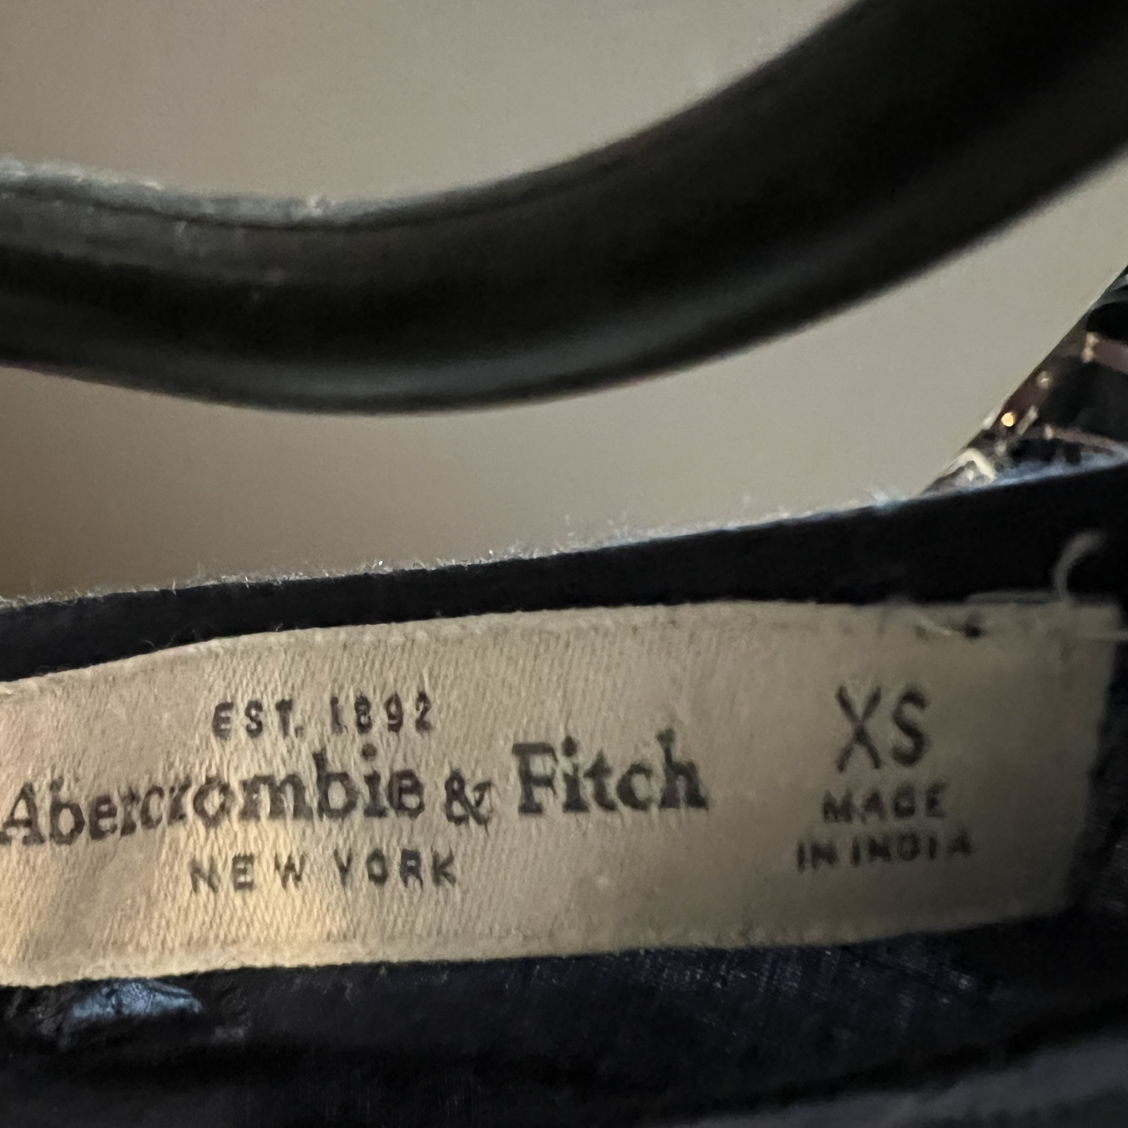 EST. 1892
Abercrombie & Fitch
NEW YORK
XS
MADE
IN INDIA